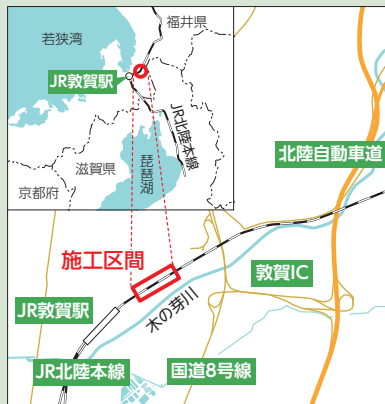 福井県
若狭湾
JR敦賀駅
JR北陸本線
滋賀県
琵琶湖
京都府
北陸自動車道
施工区間
敦賀IC
木の芽川
JR敦賀駅
JR北陸本線
国道8号線